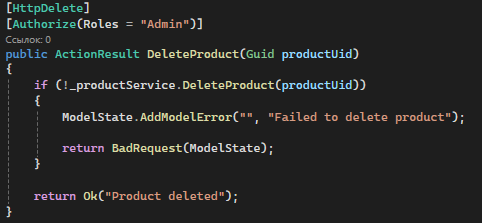 [HttpDelete]
[Authorize(Roles = "Admin")]
Ссылок: 0
public ActionResult DeleteProduct(Guid productUid)
{
if (!_productService.DeleteProduct(productUid))
{
ModelState.AddModelError("", "Failed to delete product");
return BadRequest(ModelState);
}
return Ok("Product deleted");
}